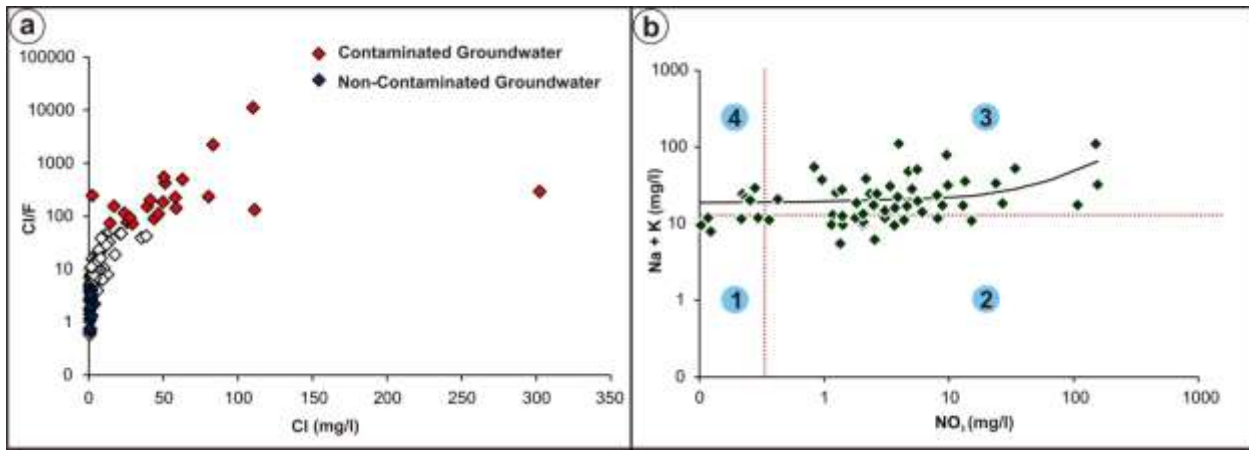 a
100000
10000
1000
100
10
1
0
Cl/F
0 50 100 150 200 250 300 350
Cl (mg/l)
Contaminated Groundwater
Non-Contaminated Groundwater
b
1000
100
10
1
0
Na + K (mg/l)
0 1 10 100 1000
NO₃ (mg/l)
4
3
1
2